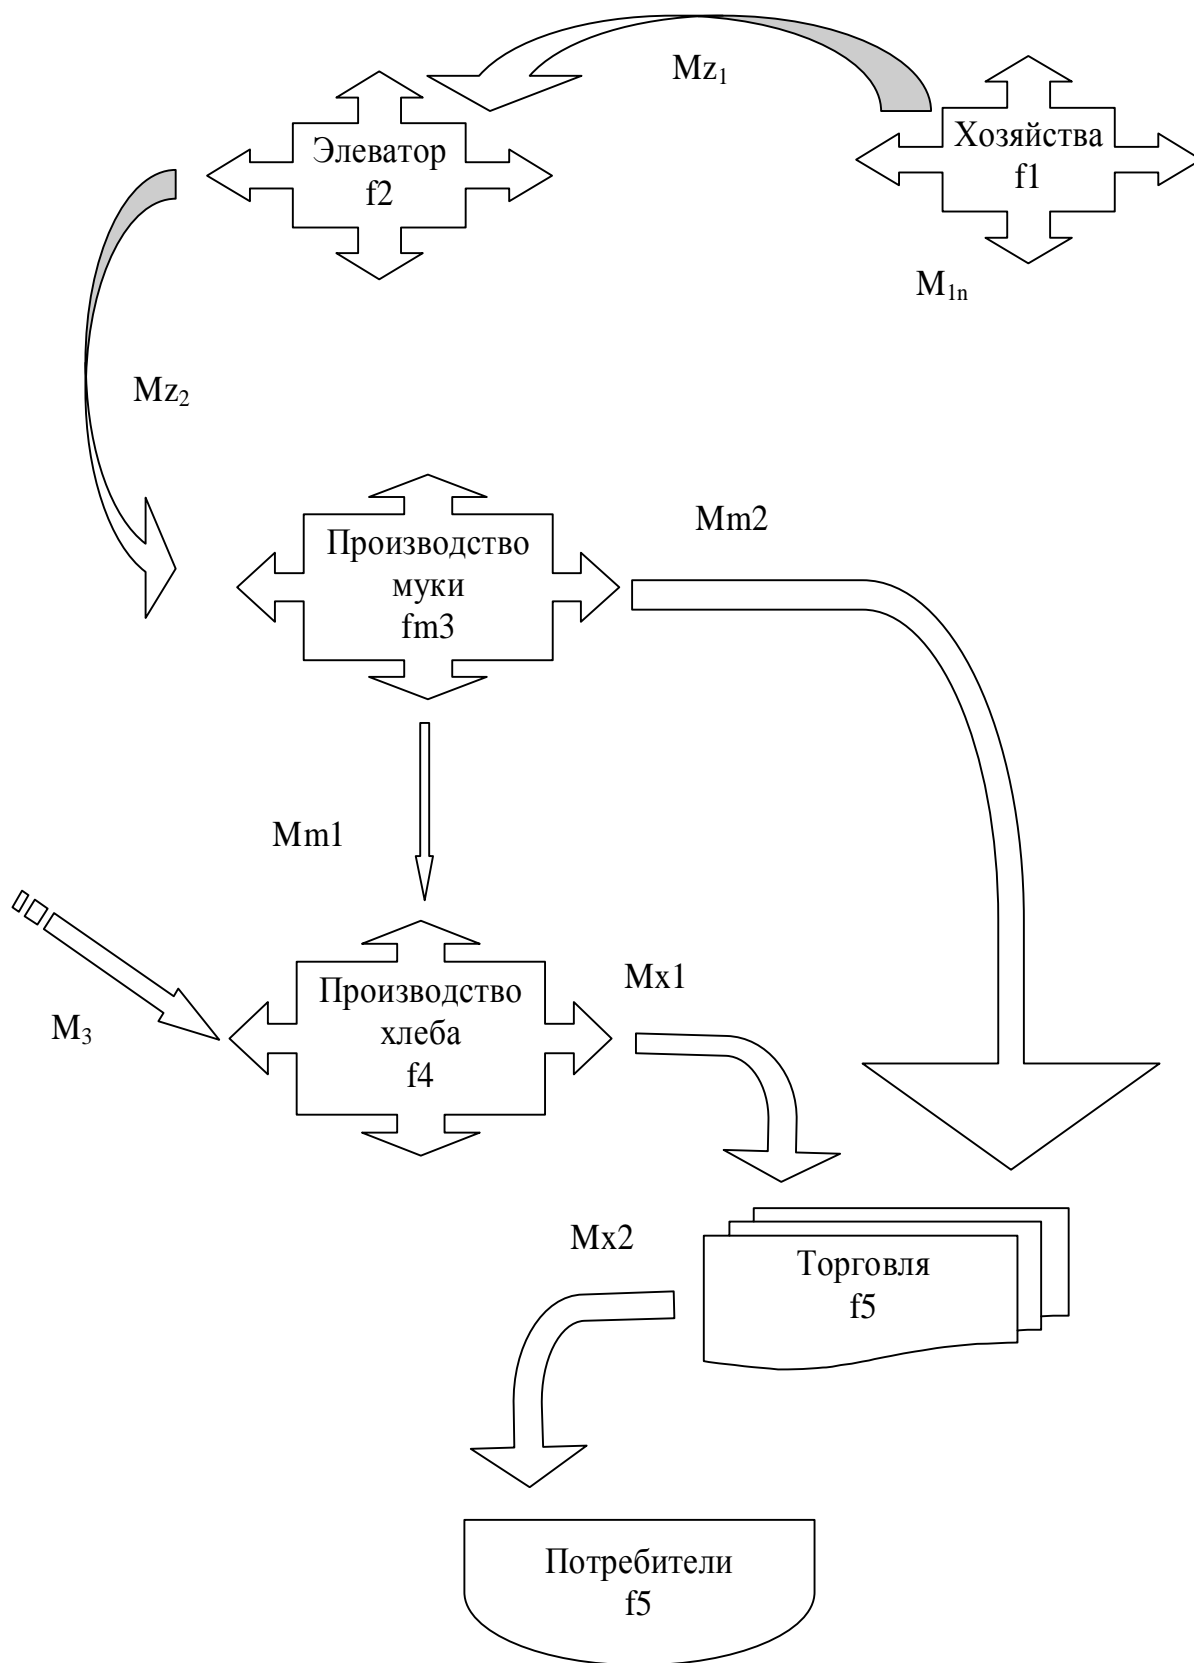 Mz₁
Элеватор
f2
Хозяйства
f1
M₁ₙ
Mz₂
Производство
муки
fm3
Mm2
Mm1
M₃
Производство
хлеба
f4
Mx1
Mx2
Торговля
f5
Потребители
f5